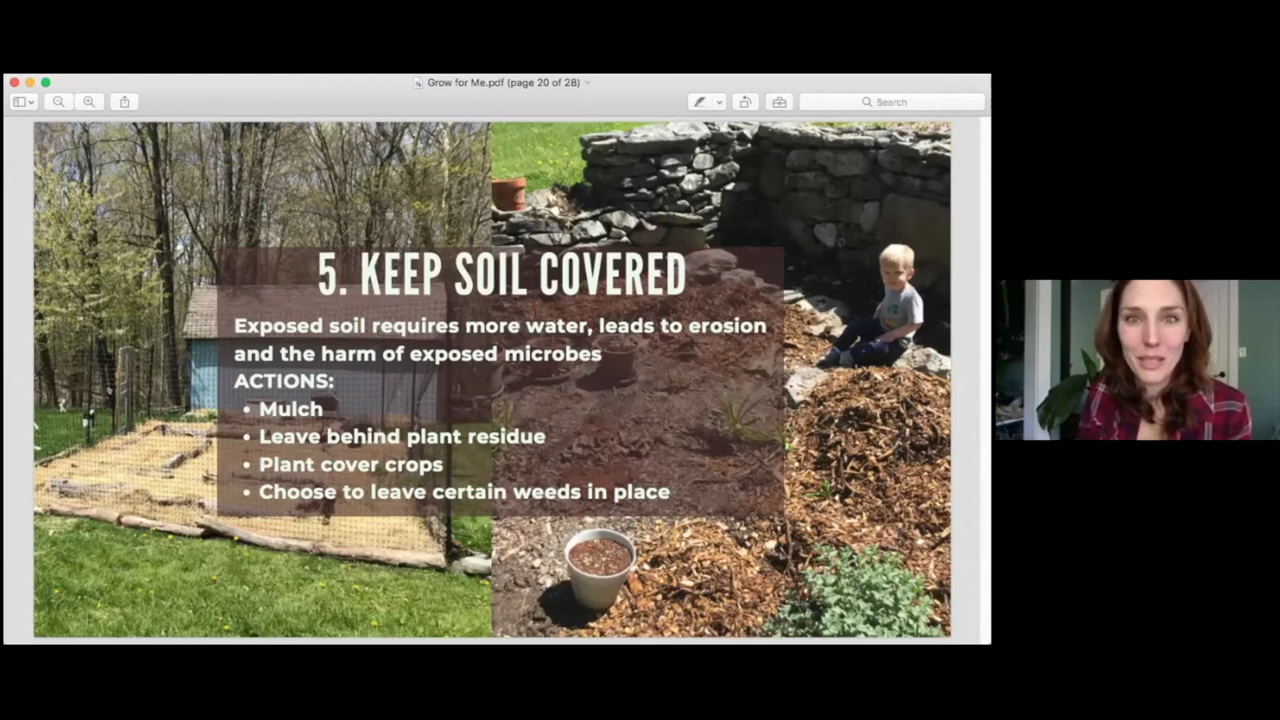 Grow for Me.pdf (page 20 of 28)
Search
5. KEEP SOIL COVERED
Exposed soil requires more water, leads to erosion
and the harm of exposed microbes
ACTIONS:
• Mulch
• Leave behind plant residue
• Plant cover crops
• Choose to leave certain weeds in place